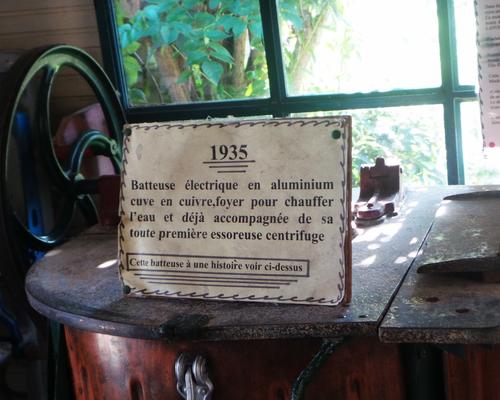 1935
Batteuse électrique en aluminium
cuve en cuivre,foyer pour chauffer
l'eau et déjà accompagnée de sa
toute première essoreuse centrifuge
Cette batteuse à une histoire voir ci-dessus